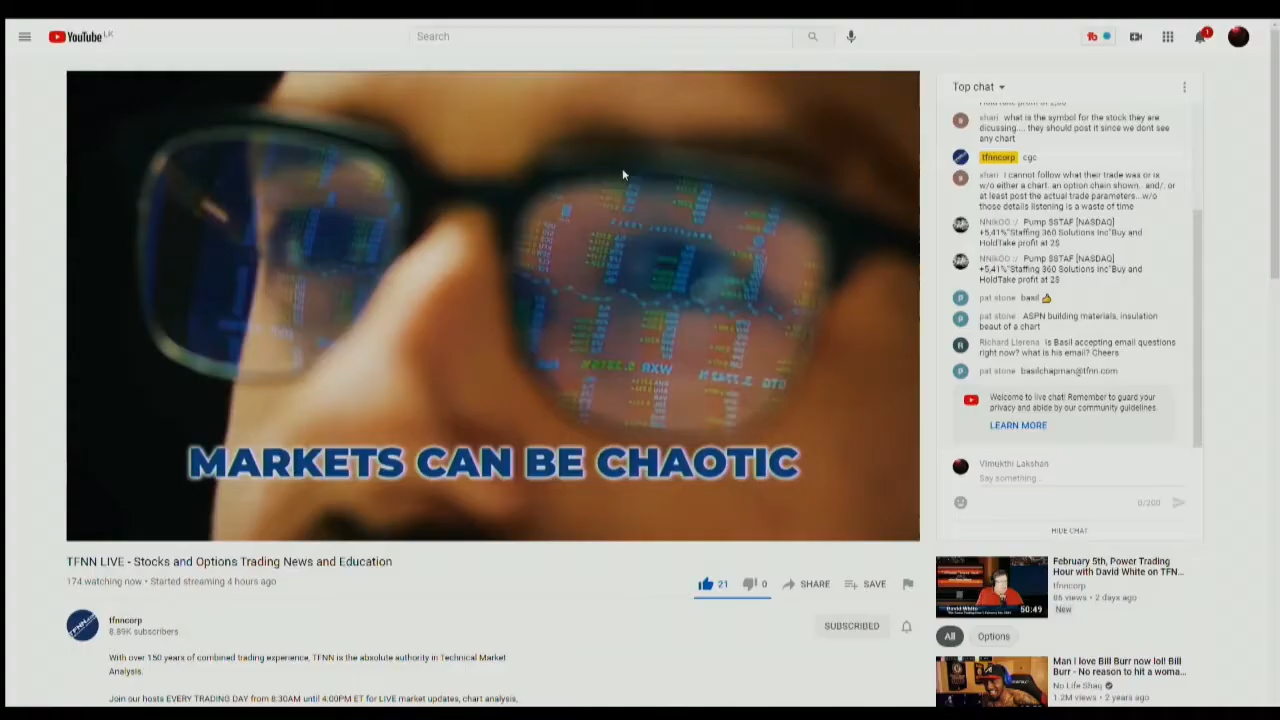 YouTube LK
Search
1
Top chat
shari what is the symbol for the stock they are
dicussing.... they should post it since we dont see
any chart
tfnncorp cgc
shari I cannot follow what their trade was or is
w/o either a chart. an option chain shown.. and/. or
at least post the actual trade parameters...w/o
those details listening is a waste of time
NNikOO :/ Pump $STAF [NASDAQ]
+5,41%"Staffing 360 Solutions Inc"Buy and
HoldTake profit at 2$
NNikOO :/ Pump $STAF [NASDAQ]
+5,41%"Staffing 360 Solutions Inc"Buy and
HoldTake profit at 2$
pat stone basil 👍
pat stone ASPN building materials, insulation
beaut of a chart
Richard Llerena Is Basil accepting email questions
right now? what is his email? Cheers
pat stone basilchapman@tfnn.com
Welcome to live chat! Remember to guard your
privacy and abide by our community guidelines.
LEARN MORE
Vimukthi Lakshan
Say something...
0/200
HIDE CHAT
MARKETS CAN BE CHAOTIC
TFNN LIVE - Stocks and Options Trading News and Education
174 watching now • Started streaming 4 hours ago
21
0
SHARE
SAVE
tfnncorp
8.89K subscribers
SUBSCRIBED
With over 150 years of combined trading experience, TFNN is the absolute authority in Technical Market
Analysis.
Join our hosts EVERY TRADING DAY from 8:30AM until 4:00PM ET for LIVE market updates, chart analysis,
February 5th, Power Trading
Hour with David White on TFN...
tfnncorp
86 views • 2 days ago
New
David White
50:49
All
Options
Man I love Bill Burr now lol! Bill
Burr - No reason to hit a woma...
No Life Shaq
1.2M views • 2 years ago